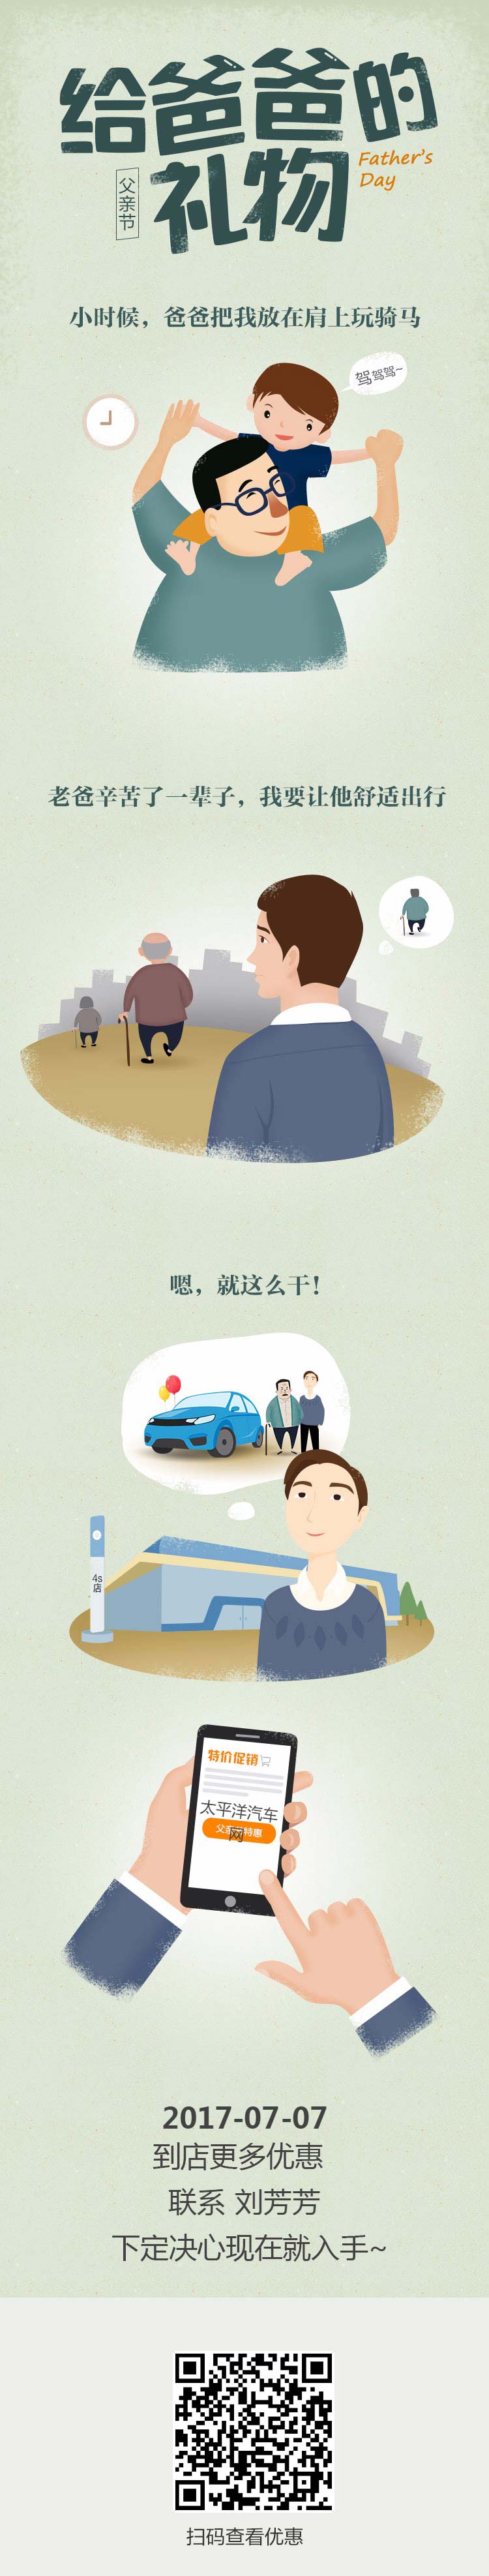 给爸爸的
礼物
父亲节
Father's
Day
小时候，爸爸把我放在肩上玩骑马
驾驾驾~
老爸辛苦了一辈子，我要让他舒适出行
嗯，就这么干！
4s
店
特价促销
太平洋汽车
网
父亲节特惠
2017-07-07
到店更多优惠
联系 刘芳芳
下定决心现在就入手~
扫码查看优惠